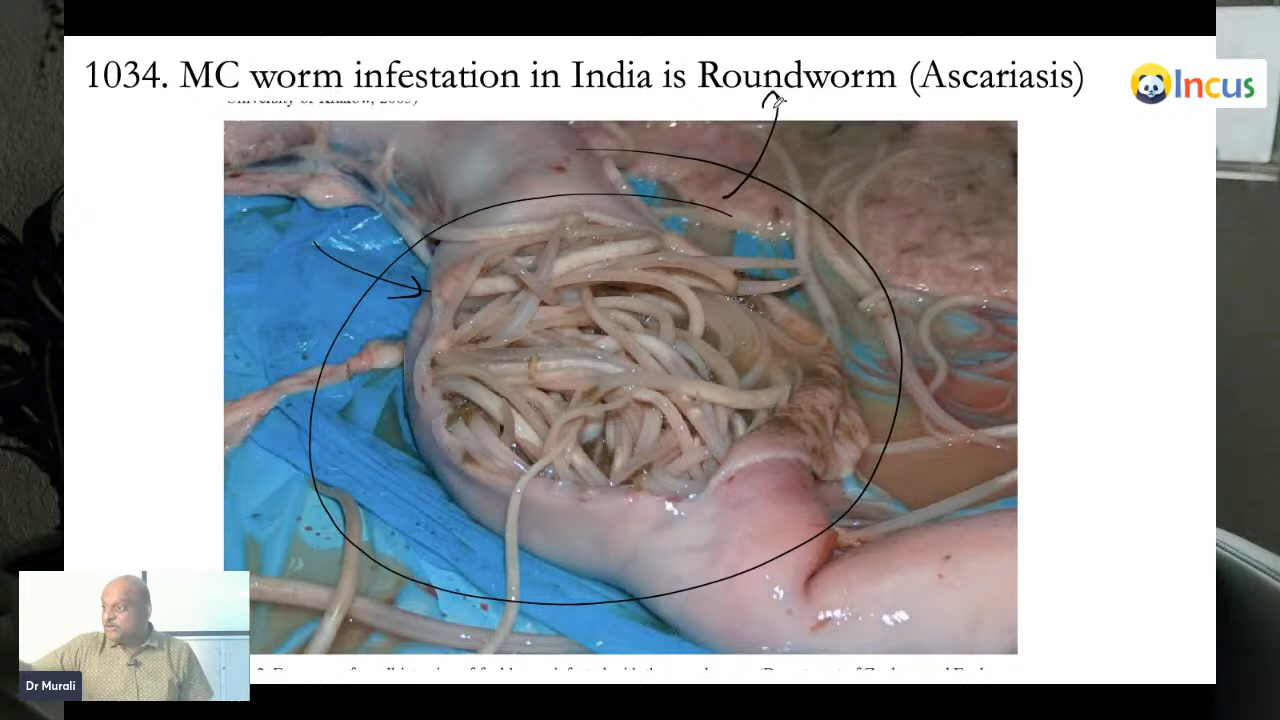 1034. MC worm infestation in India is Roundworm (Ascariasis)
Incus
Dr Murali